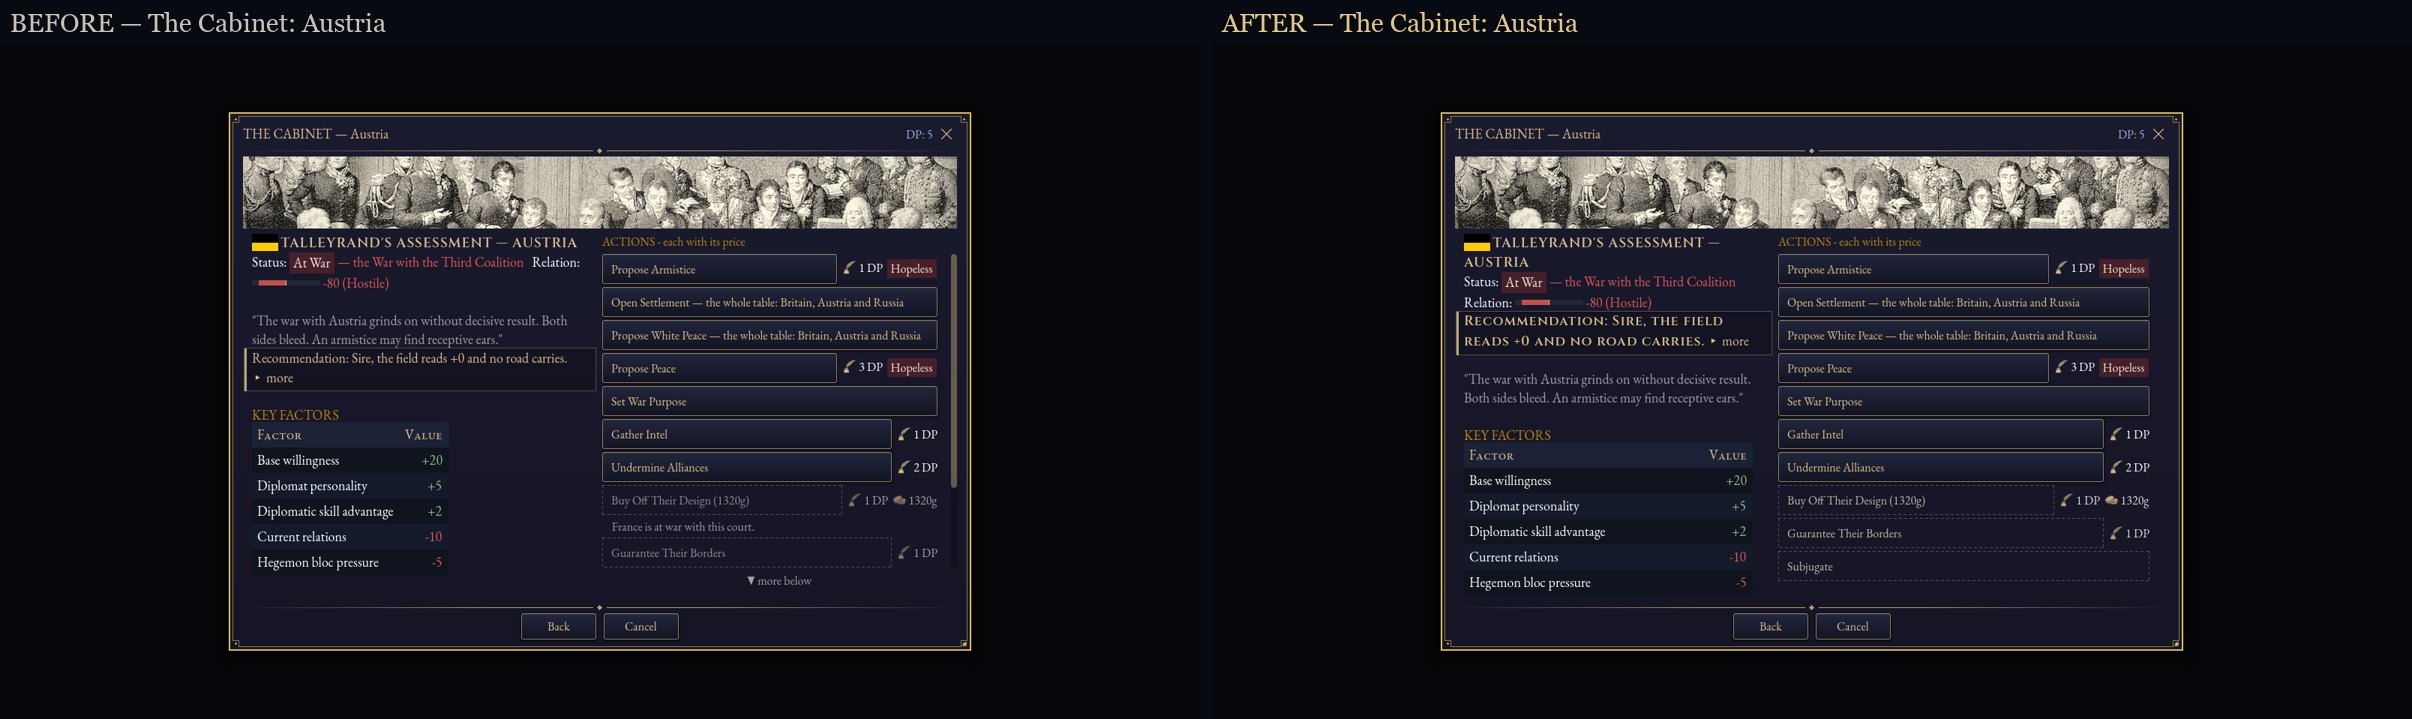 BEFORE — The Cabinet: Austria
THE CABINET — Austria
DP: 5
TALLEYRAND'S ASSESSMENT — AUSTRIA
Status: At War — the War with the Third Coalition Relation:
-80 (Hostile)
"The war with Austria grinds on without decisive result. Both
sides bleed. An armistice may find receptive ears."
Recommendation: Sire, the field reads +0 and no road carries.
‣ more
KEY FACTORS
Factor Value
Base willingness +20
Diplomat personality +5
Diplomatic skill advantage +2
Current relations -10
Hegemon bloc pressure -5
ACTIONS - each with its price
Propose Armistice 1 DP Hopeless
Open Settlement — the whole table: Britain, Austria and Russia
Propose White Peace — the whole table: Britain, Austria and Russia
Propose Peace 3 DP Hopeless
Set War Purpose
Gather Intel 1 DP
Undermine Alliances 2 DP
Buy Off Their Design (1320g) 1 DP 1320g
France is at war with this court.
Guarantee Their Borders 1 DP
▼ more below
Back Cancel
AFTER — The Cabinet: Austria
THE CABINET — Austria
DP: 5
TALLEYRAND'S ASSESSMENT —
AUSTRIA
Status: At War — the War with the Third Coalition
Relation: -80 (Hostile)
Recommendation: Sire, the field
reads +0 and no road carries. ‣ more
"The war with Austria grinds on without decisive result.
Both sides bleed. An armistice may find receptive ears."
KEY FACTORS
Factor Value
Base willingness +20
Diplomat personality +5
Diplomatic skill advantage +2
Current relations -10
Hegemon bloc pressure -5
ACTIONS - each with its price
Propose Armistice 1 DP Hopeless
Open Settlement — the whole table: Britain, Austria and Russia
Propose White Peace — the whole table: Britain, Austria and Russia
Propose Peace 3 DP Hopeless
Set War Purpose
Gather Intel 1 DP
Undermine Alliances 2 DP
Buy Off Their Design (1320g) 1 DP 1320g
Guarantee Their Borders 1 DP
Subjugate
Back Cancel